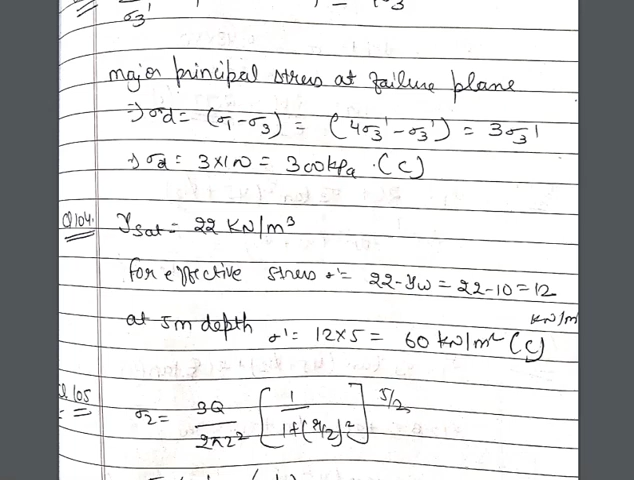 σ3'
major principal stress at failure plane
⇒ σd = (σ1 - σ3) = (4σ3' - σ3') = 3σ3'
⇒ σd = 3×100 = 300kPa. (C)
Q104. γsat = 22 KN/m3
for effective stress γ' = 22-γw = 22-10 = 12
KN/m
at 5m depth σ' = 12×5 = 60 kN/m2 (C)
Q.105 σz = 3Q/2πz2 [1/1+(r/z)2]5/2